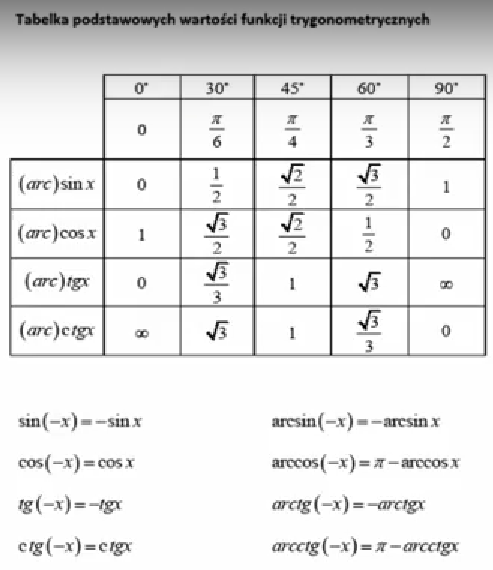 Tabelka podstawowych wartości funkcji trygonometrycznych
0° 30° 45° 60° 90°
0 π/6 π/4 π/3 π/2
(arc)sin x 0 1/2 √2/2 √3/2 1
(arc)cos x 1 √3/2 √2/2 1/2 0
(arc)tgx 0 √3/3 1 √3 ∞
(arc)ctgx ∞ √3 1 √3/3 0
sin(−x)=−sin x arcsin(−x)=−arcsin x
cos(−x)=cos x arccos(−x)=π−arccos x
tg(−x)=−tgx arctg(−x)=−arctgx
ctg(−x)=ctgx arcctg(−x)=π−arcctgx